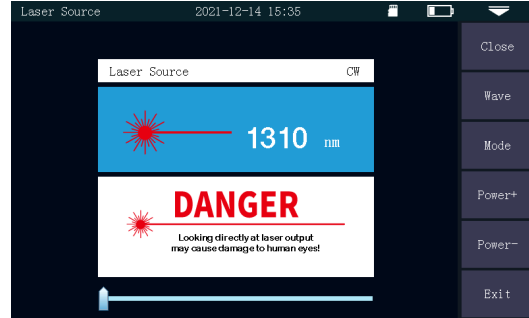 Laser Source 2021-12-14 15:35
Close
Laser Source CW
Wave
1310 nm
Mode
DANGER
Power+
Looking directly at laser output
may cause damage to human eyes!
Power-
Exit